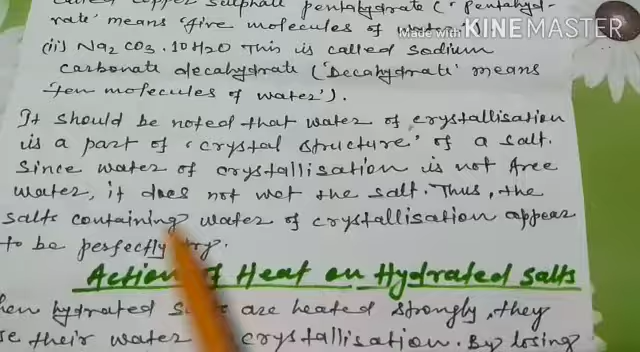 called copper sulphate pentahydrate ('pentahyd-
rate' means 'five molecules of water
Made with KINEMASTER
(ii) Na2 CO3 . 10H2O This is called sodium
carbonate decahydrate ('Decahydrate' means
'ten molecules of water').
It should be noted that water of crystallisation
is a part of 'crystal structure' of a salt.
Since water of crystallisation is not free
water, it does not wet the salt. Thus, the
salts containing water of crystallisation appear
to be perfectly dry.
Action of Heat on Hydrated Salts
hen hydrated are heated strongly, they
se their water crystallisation. By losing